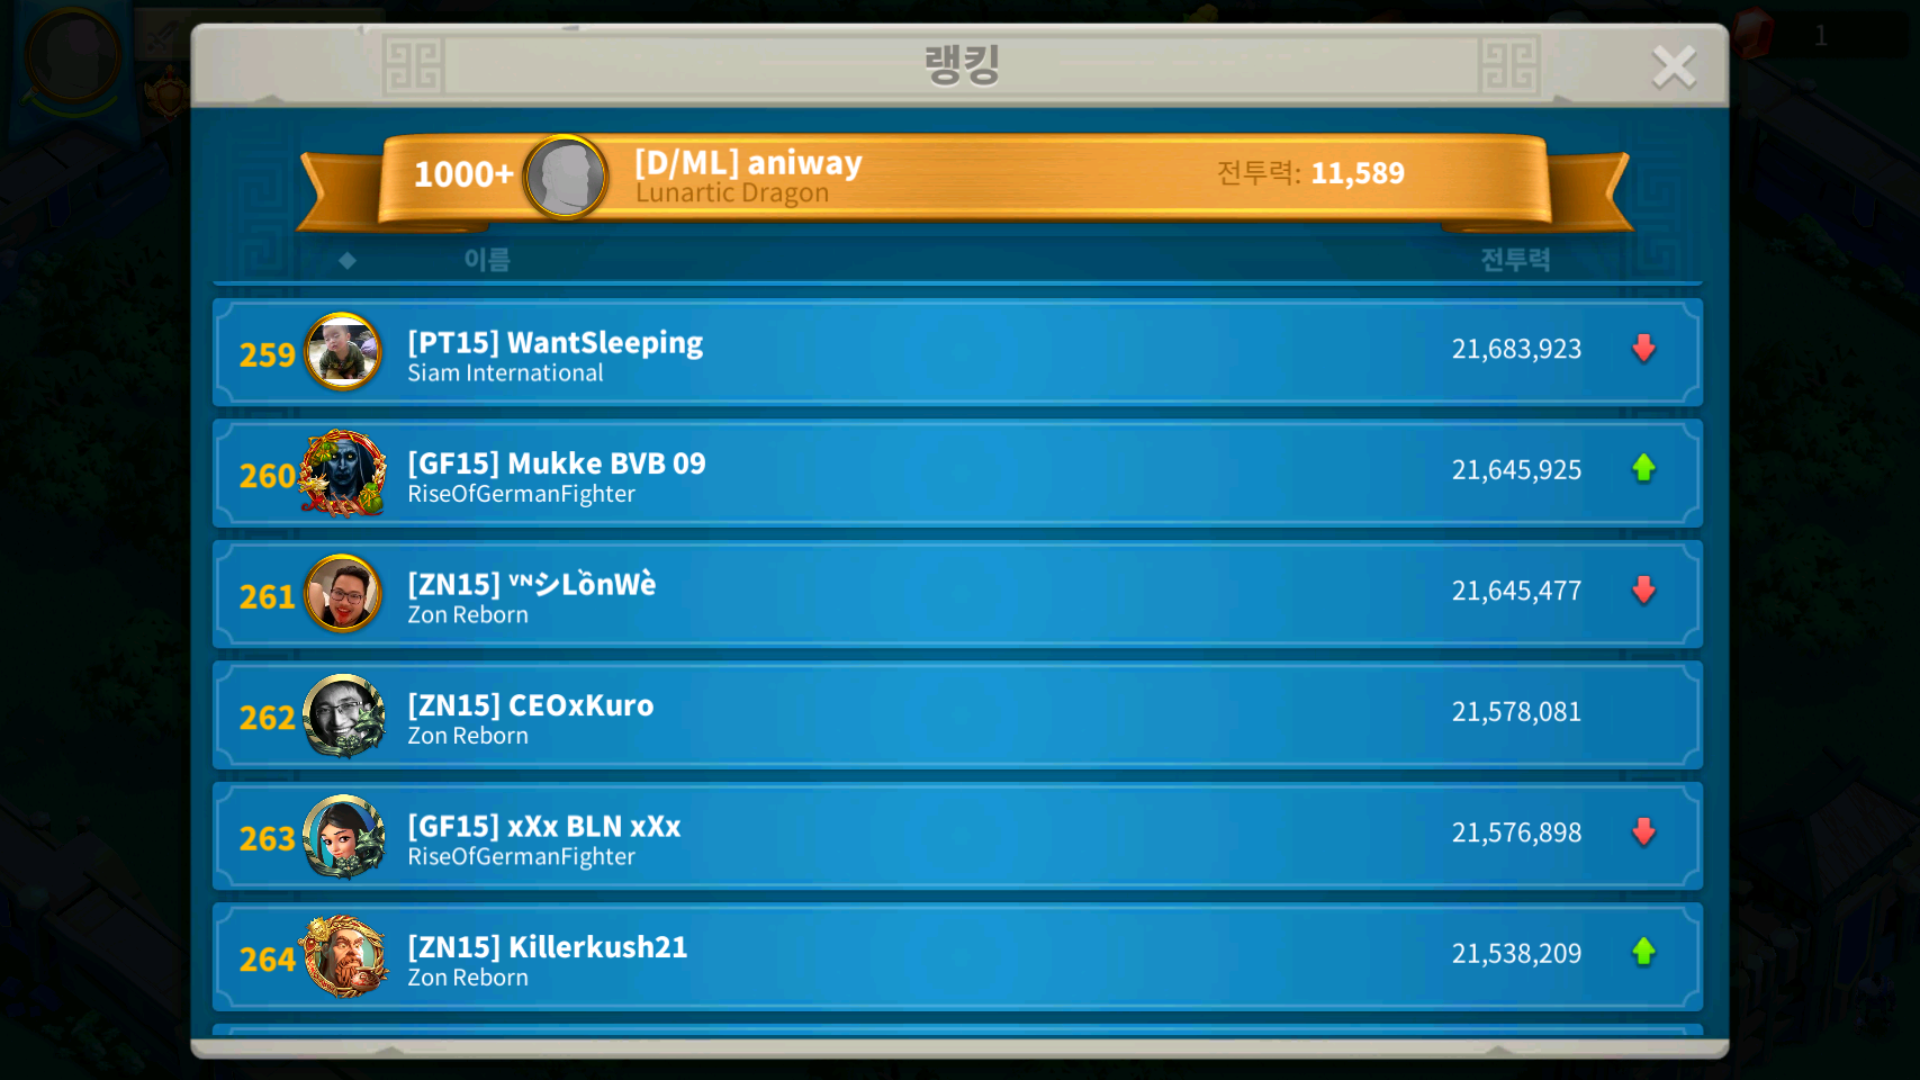 1
랭킹
1000+
[D/ML] aniway
Lunartic Dragon
전투력: 11,589
이름
전투력
259
[PT15] WantSleeping
Siam International
21,683,923
260
[GF15] Mukke BVB 09
RiseOfGermanFighter
21,645,925
261
[ZN15] ᵛᶰシLồnWè
Zon Reborn
21,645,477
262
[ZN15] CEOxKuro
Zon Reborn
21,578,081
263
[GF15] xXx BLN xXx
RiseOfGermanFighter
21,576,898
264
[ZN15] Killerkush21
Zon Reborn
21,538,209